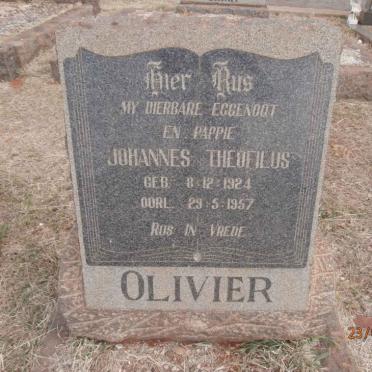 Hier Rus
MY DIERBARE EGGENOOT
EN PAPPIE
JOHANNES THEOFILUS
GEB. 8·12·1924
OORL. 29·5·1957
RUS IN VREDE
OLIVIER
23